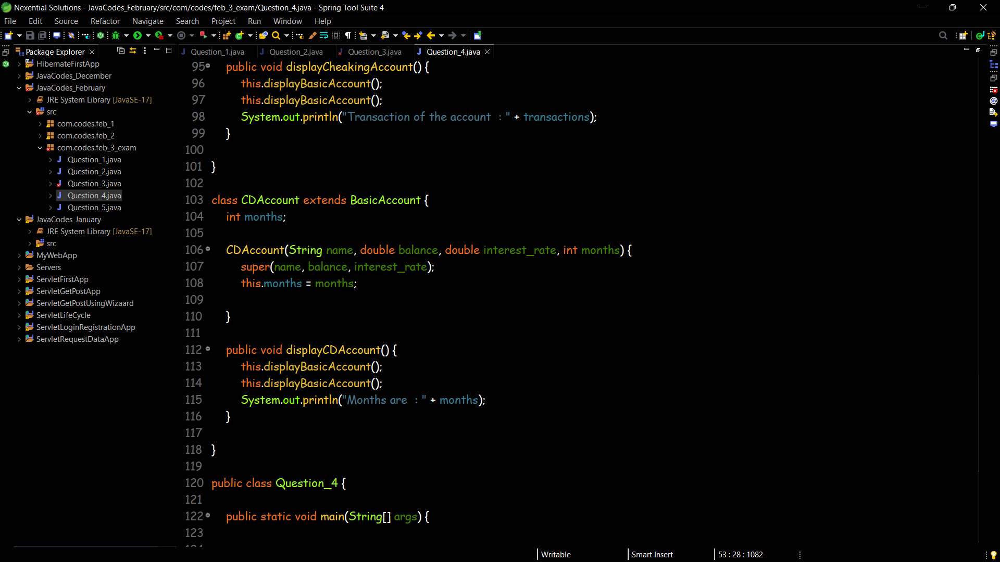 Nexential Solutions - JavaCodes_February/src/com/codes/feb_3_exam/Question_4.java - Spring Tool Suite 4
File Edit Source Refactor Navigate Search Project Run Window Help
Package Explorer
Question_1.java Question_2.java Question_3.java Question_4.java
HibernateFirstApp
JavaCodes_December
JavaCodes_February
JRE System Library [JavaSE-17]
src
com.codes.feb_1
com.codes.feb_2
com.codes.feb_3_exam
Question_1.java
Question_2.java
Question_3.java
Question_4.java
Question_5.java
JavaCodes_January
JRE System Library [JavaSE-17]
src
MyWebApp
Servers
ServletFirstApp
ServletGetPostApp
ServletGetPostUsingWizaard
ServletLifeCycle
ServletLoginRegistrationApp
ServletRequestDataApp
95 public void displayCheakingAccount() {
96 this.displayBasicAccount();
97 this.displayBasicAccount();
98 System.out.println("Transaction of the account  : " + transactions);
99 }
100
101 }
102
103 class CDAccount extends BasicAccount {
104 int months;
105
106 CDAccount(String name, double balance, double interest_rate, int months) {
107 super(name, balance, interest_rate);
108 this.months = months;
109
110 }
111
112 public void displayCDAccount() {
113 this.displayBasicAccount();
114 this.displayBasicAccount();
115 System.out.println("Months are  : " + months);
116 }
117
118 }
119
120 public class Question_4 {
121
122 public static void main(String[] args) {
123
Writable Smart Insert 53 : 28 : 1082